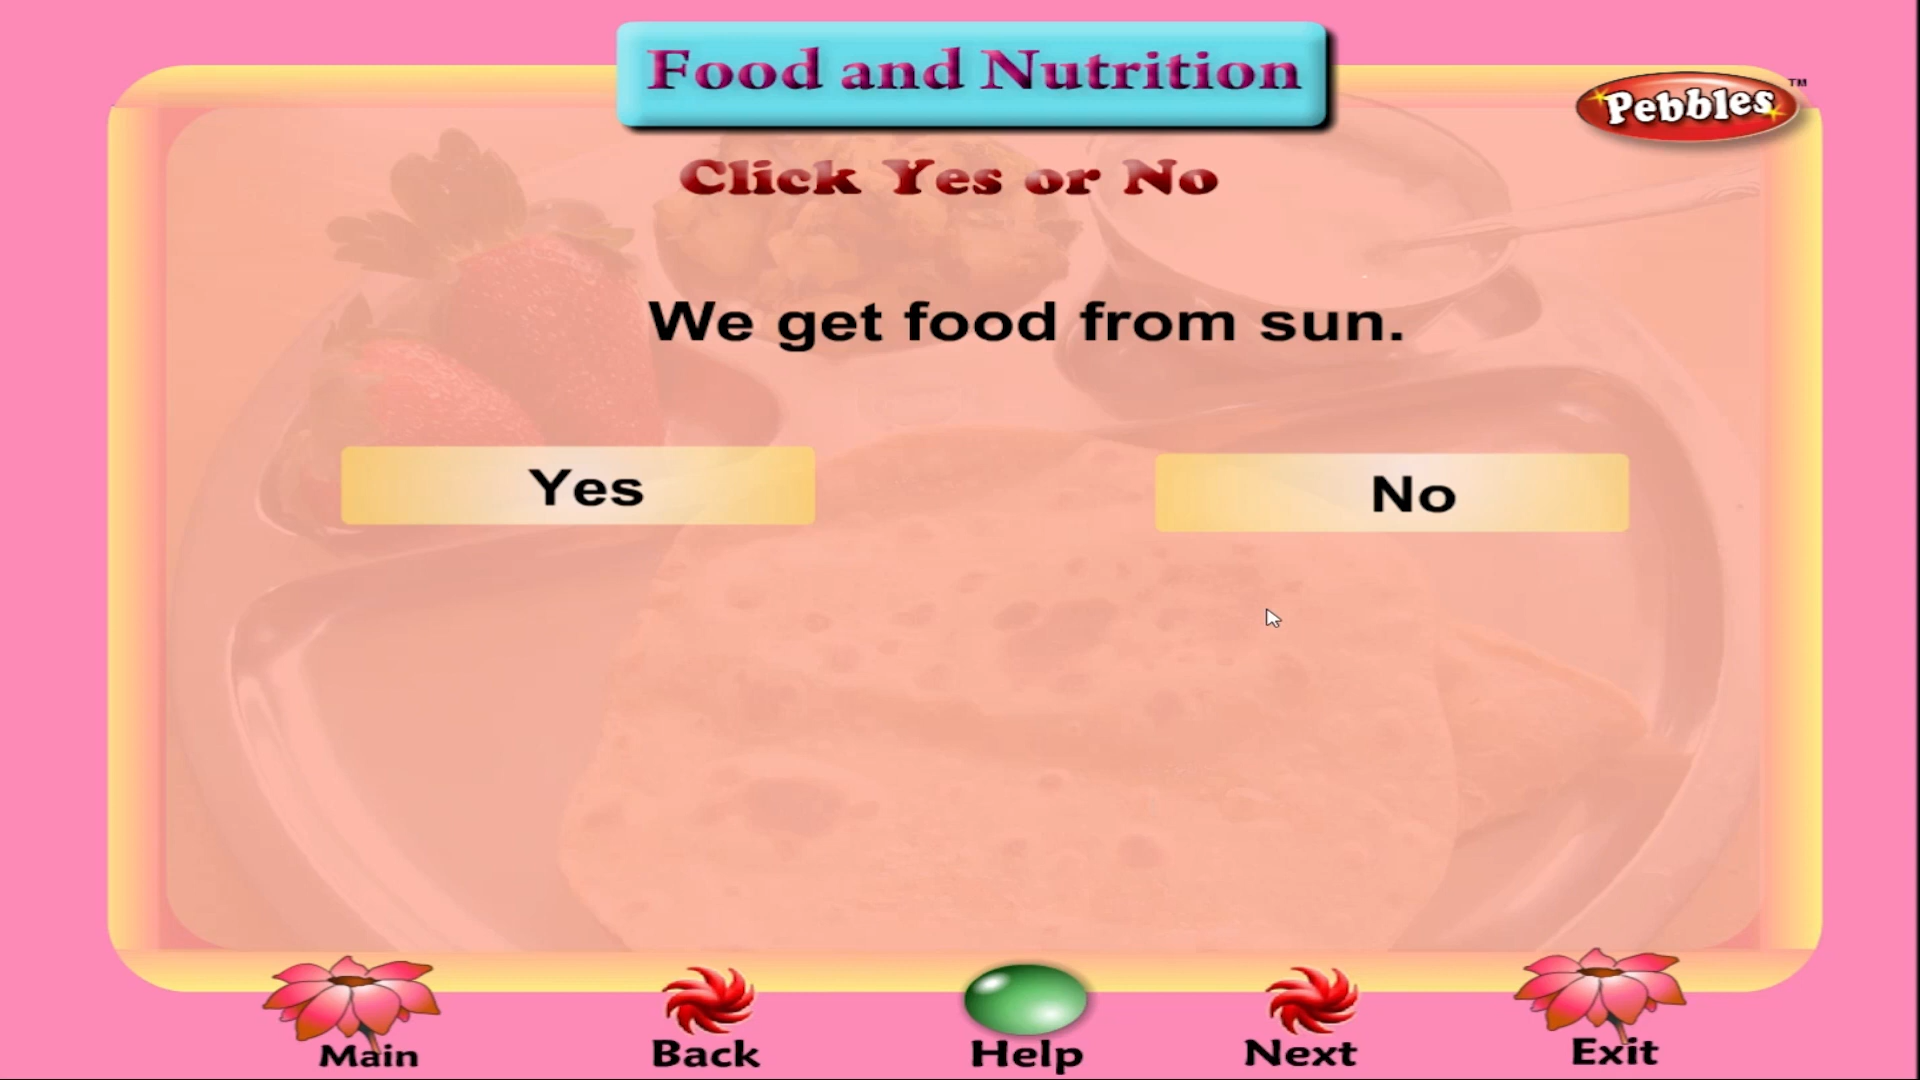 Food and Nutrition
Pebbles™
Click Yes or No
We get food from sun.
Yes
No
Main
Back
Help
Next
Exit